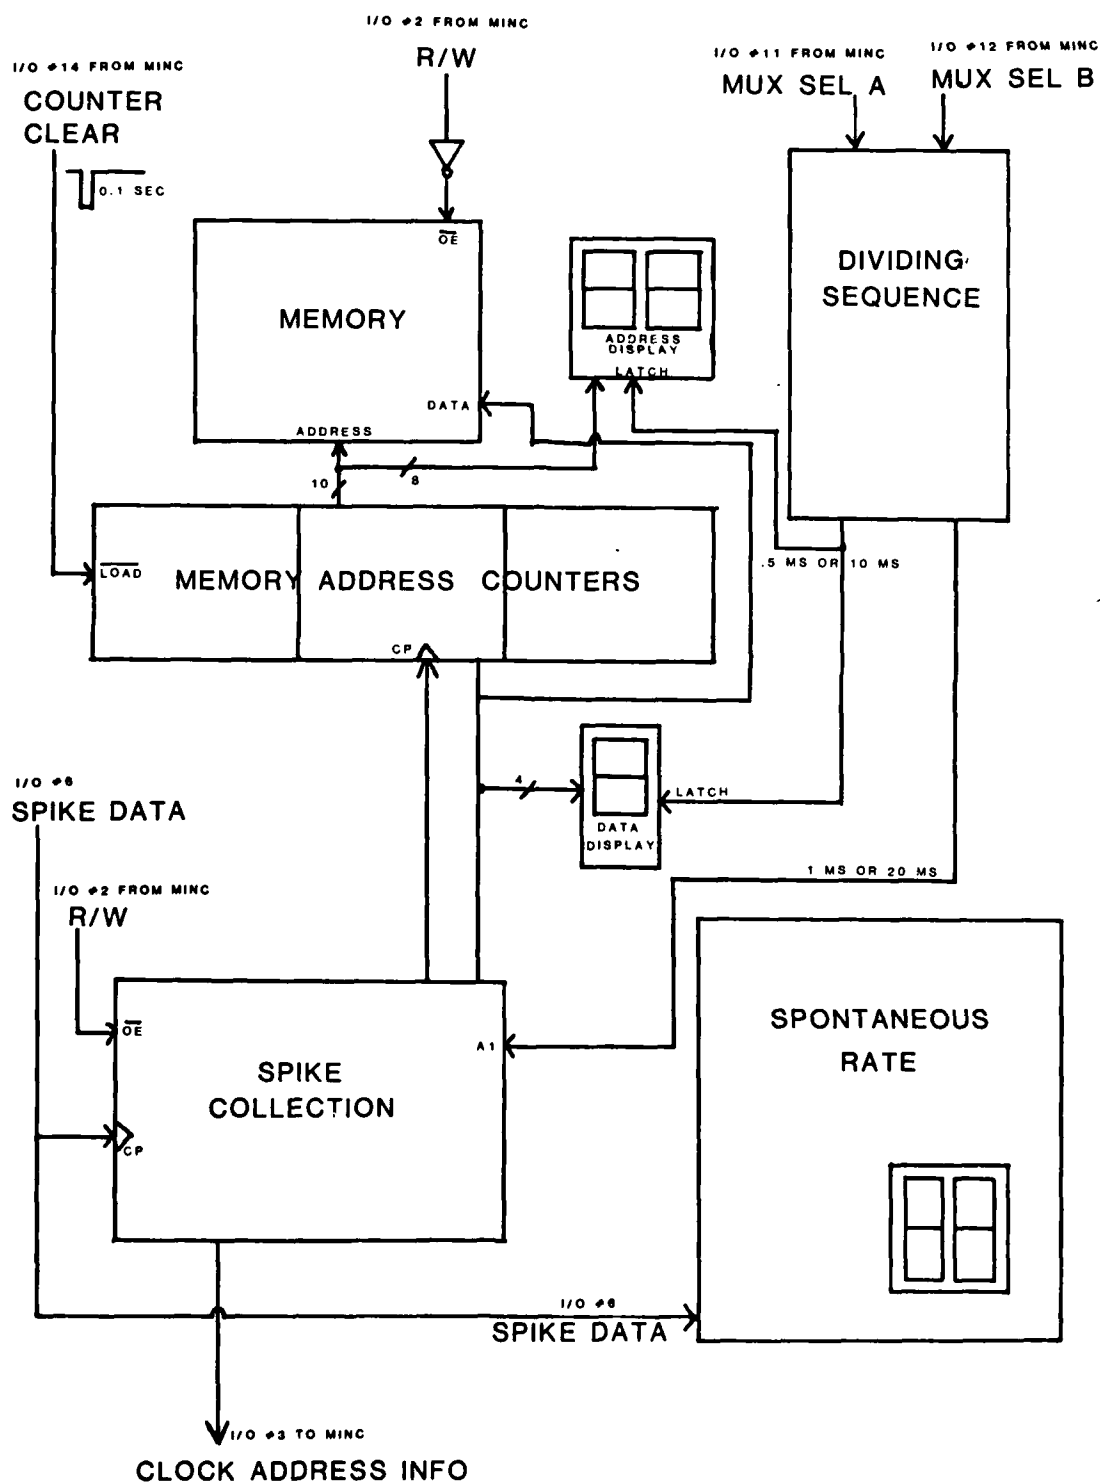 I/O #2 FROM MINC
R/W
I/O #14 FROM MINC
COUNTER
CLEAR
0.1 SEC
I/O #11 FROM MINC
MUX SEL A
I/O #12 FROM MINC
MUX SEL B
OE
MEMORY
DATA
ADDRESS
ADDRESS
DISPLAY
LATCH
DIVIDING
SEQUENCE
10
8
LOAD
MEMORY ADDRESS COUNTERS
CP
.5 MS OR 10 MS
I/O #6
SPIKE DATA
4
LATCH
DATA
DISPLAY
1 MS OR 20 MS
I/O #2 FROM MINC
R/W
OE
A1
SPIKE
COLLECTION
CP
SPONTANEOUS
RATE
I/O #6
SPIKE DATA
I/O #3 TO MINC
CLOCK ADDRESS INFO